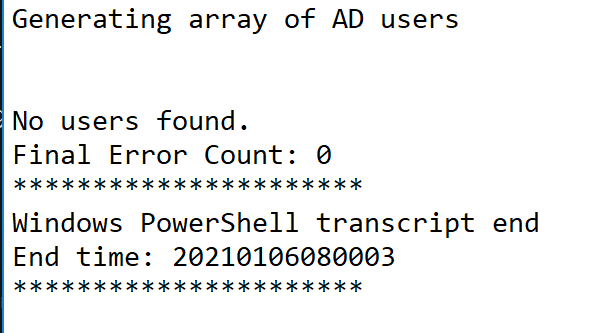 Generating array of AD users
No users found.
Final Error Count: 0
**********************
Windows PowerShell transcript end
End time: 20210106080003
**********************